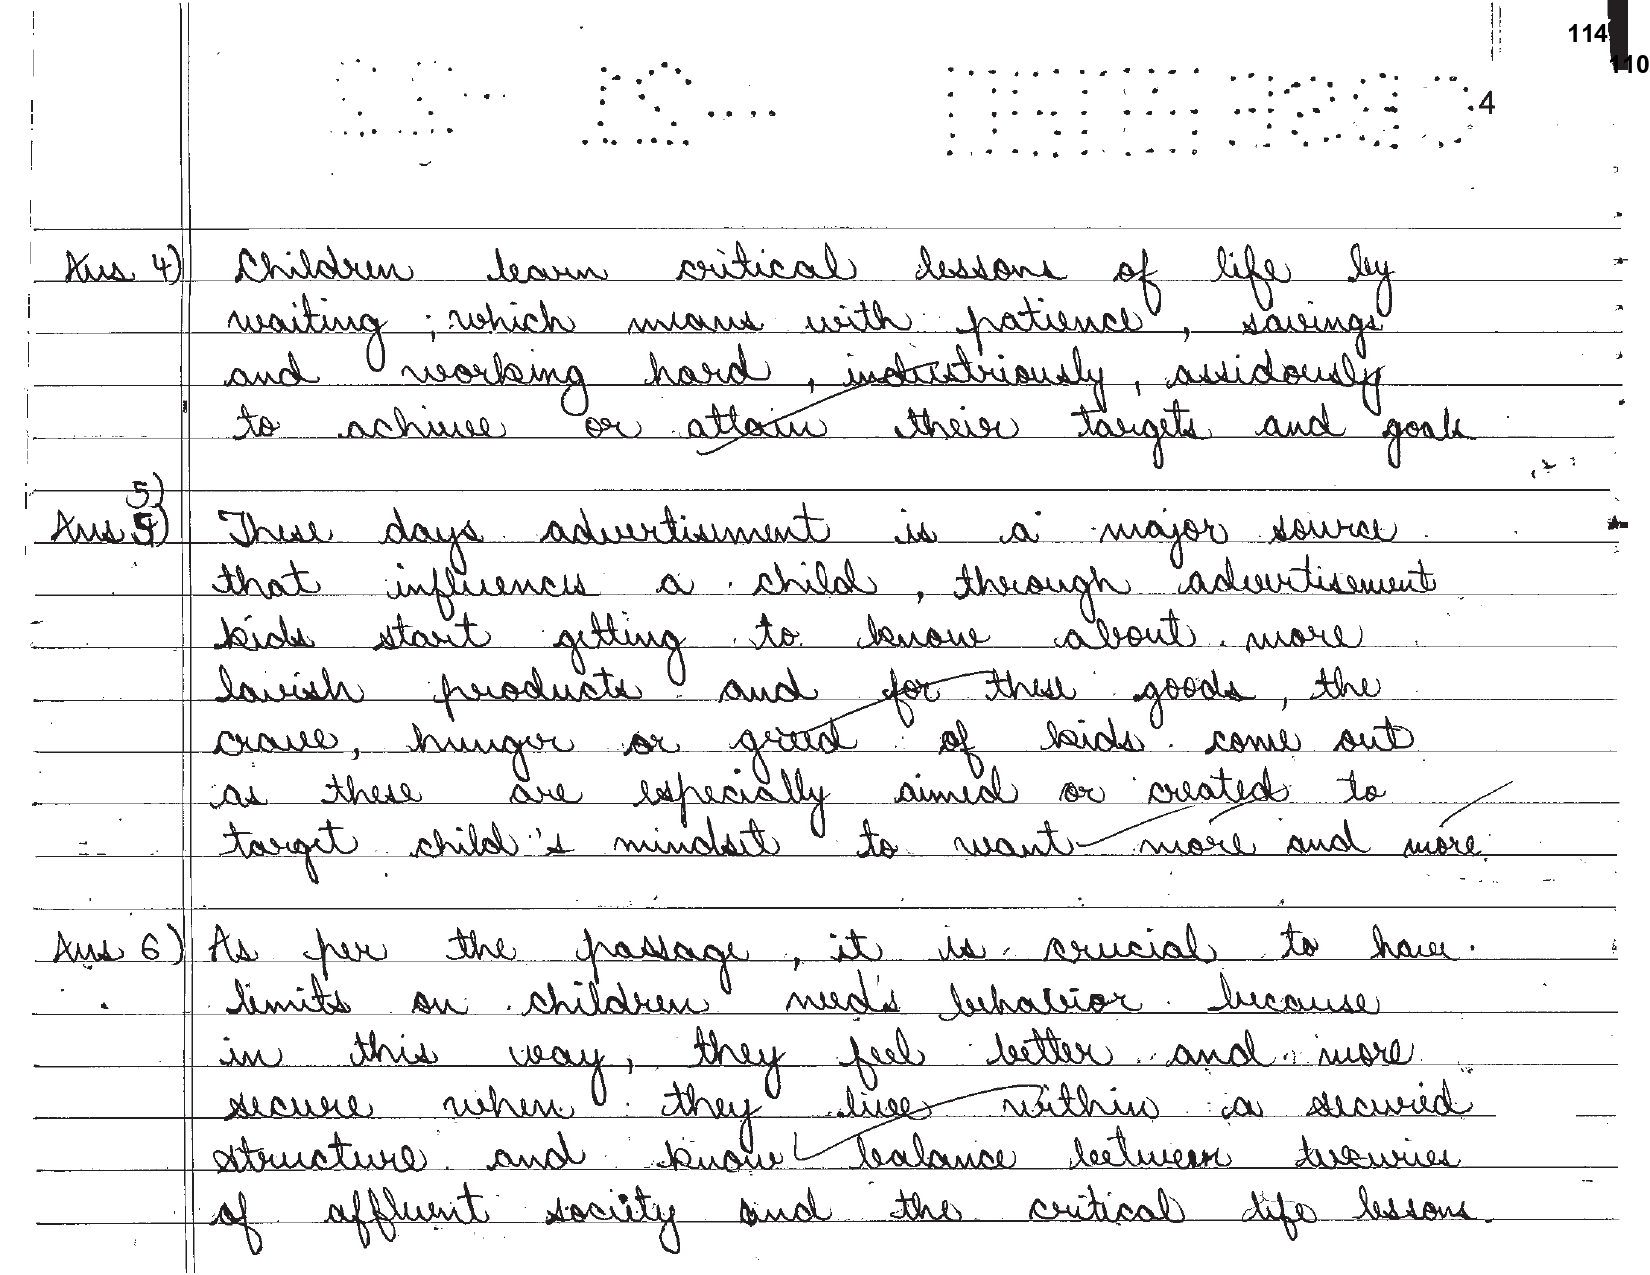 114
110
4
Ans 4) Children learn critical lessons of life by
waiting ; which means with patience , savings
and working hard , industriously , assidously
to achieve or attain their targets and goals
5)
Ans 5) These days advertisement is a major source
that influences a child , through advertisement
kids start getting to know about more
lavish products and for these goods , the
crave , hunger or greed of kids come out
as these are especially aimed or created to
target child's mindset to want more and more.
Ans 6) As per the passage , it is crucial to have
limits on children need's behavior because
in this way , they feel better and more
secure when they live within a secured
structure and know balance between luxuries
of affluent society and the critical life lessons.